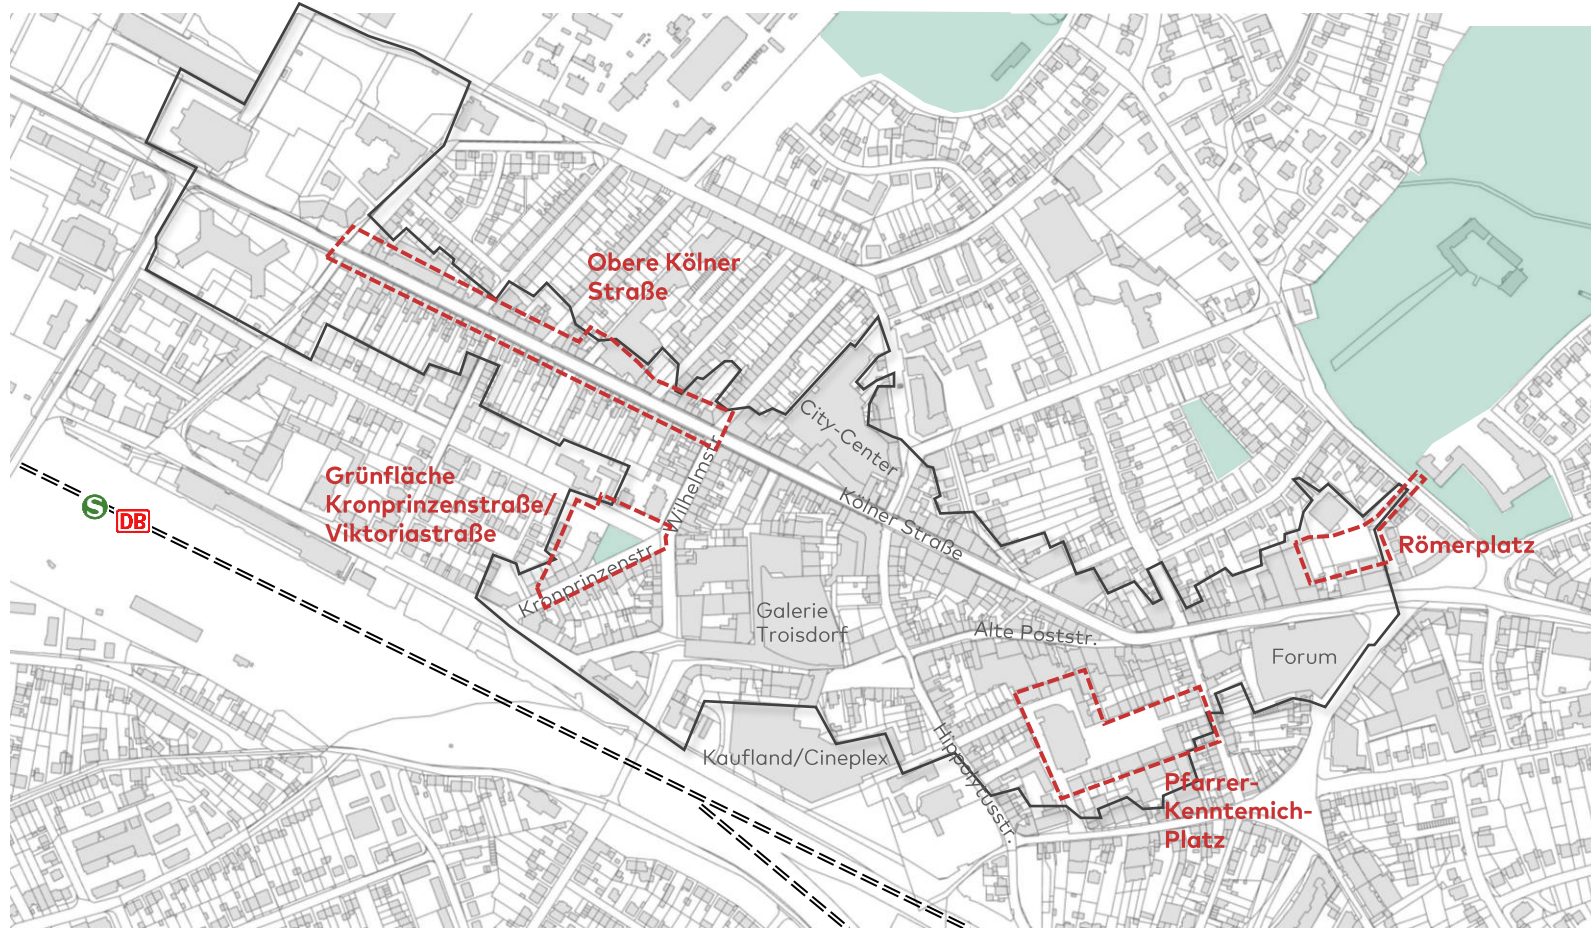 Obere Kölner
Straße
City-Center
Grünfläche
Kronprinzenstraße/
Viktoriastraße
Wilhelmstr.
Kölner Straße
S
DB
Römerplatz
Kronprinzenstr.
Galerie
Troisdorf
Alte Poststr.
Forum
Kaufland/Cineplex
Hippolytusstr.
Pfarrer-
Kenntemich-
Platz